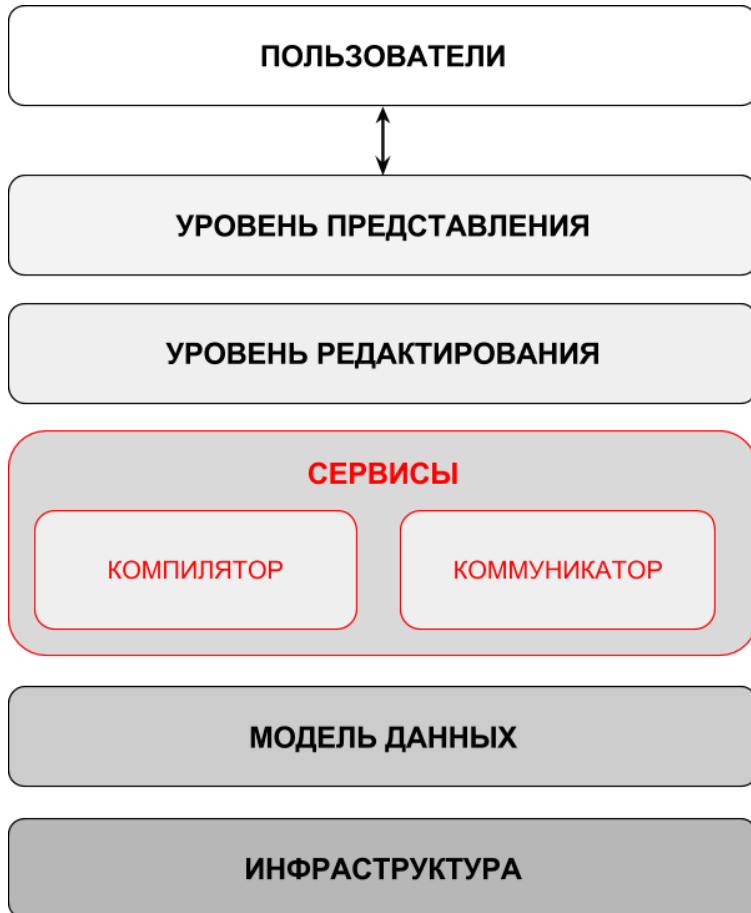 ПОЛЬЗОВАТЕЛИ
УРОВЕНЬ ПРЕДСТАВЛЕНИЯ
УРОВЕНЬ РЕДАКТИРОВАНИЯ
СЕРВИСЫ
КОМПИЛЯТОР
КОММУНИКАТОР
МОДЕЛЬ ДАННЫХ
ИНФРАСТРУКТУРА